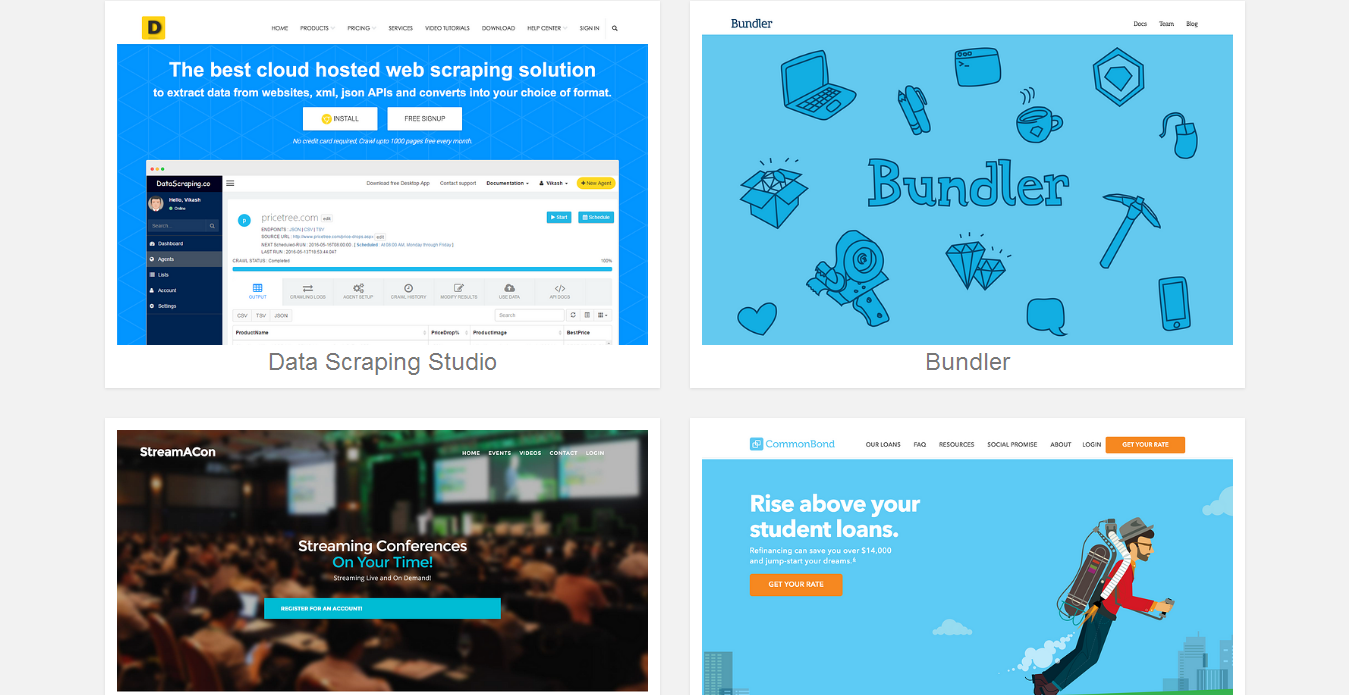 D
HOME PRODUCTS PRICING SERVICES VIDEO TUTORIALS DOWNLOAD HELP CENTER SIGN IN
The best cloud hosted web scraping solution
to extract data from websites, xml, json APIs and converts into your choice of format.
INSTALL FREE SIGNUP
No credit card required, Crawl upto 1000 pages free every month.
DataScraping.co Download free Desktop App Contact support Documentation Vikash + New Agent
Hello, Vikash
Online
Search...
Dashboard
Agents
Lists
Account
Settings
p pricetree.com edit Start Schedule
ENDPOINTS : JSON | CSV | TSV
SOURCE URL : edit
CRAWL STATUS : Completed 100%
OUTPUT CRAWLING LOGS AGENT SETUP CRAWL HISTORY MODIFY RESULTS USE DATA API DOCS
CSV TSV JSON Search
ProductName PriceDrop% ProductImage BestPrice
Data Scraping Studio
Bundler
Docs Team Blog
Bundler
Bundler
StreamACon
HOME EVENTS VIDEOS CONTACT LOGIN
Streaming Conferences
On Your Time!
Streaming Live and On Demand!
REGISTER FOR AN ACCOUNT!
CommonBond
OUR LOANS FAQ RESOURCES SOCIAL PROMISE ABOUT LOGIN GET YOUR RATE
Rise above your
student loans.
Refinancing can save you over $14,000
and jump-start your dreams.
GET YOUR RATE